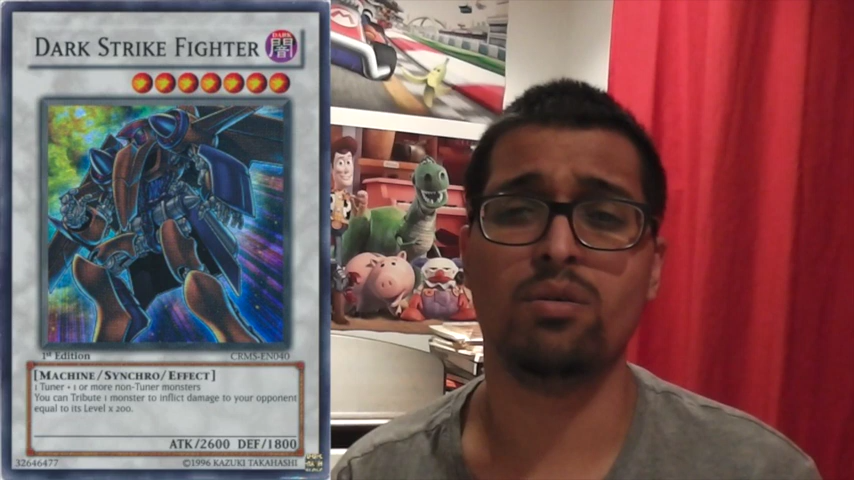 DARK STRIKE FIGHTER
DARK
闇
1st Edition
CRMS-EN040
[MACHINE/SYNCHRO/EFFECT]
1 Tuner + 1 or more non-Tuner monsters
You can Tribute 1 monster to inflict damage to your opponent
equal to its Level x 200.
ATK/2600 DEF/1800
32646477
©1996 KAZUKI TAKAHASHI